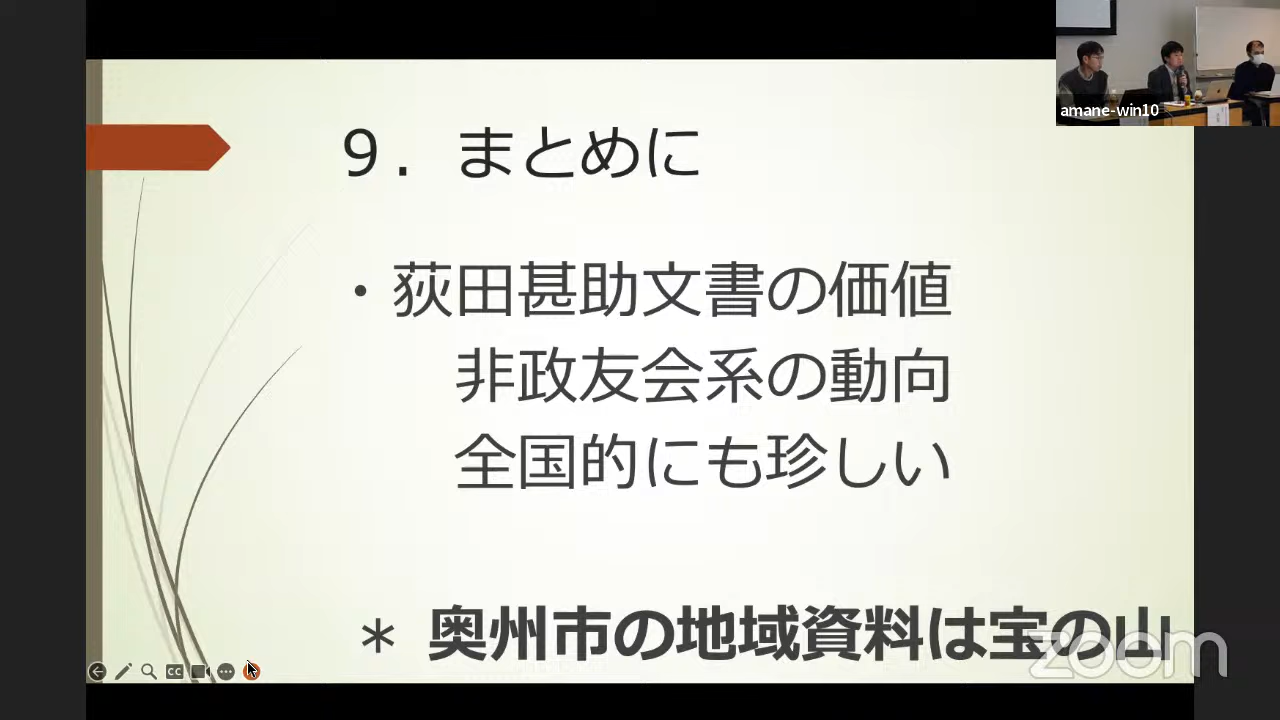 amane-win10
９．まとめに
・荻田甚助文書の価値
非政友会系の動向
全国的にも珍しい
＊ 奥州市の地域資料は宝の山
zoom
CC